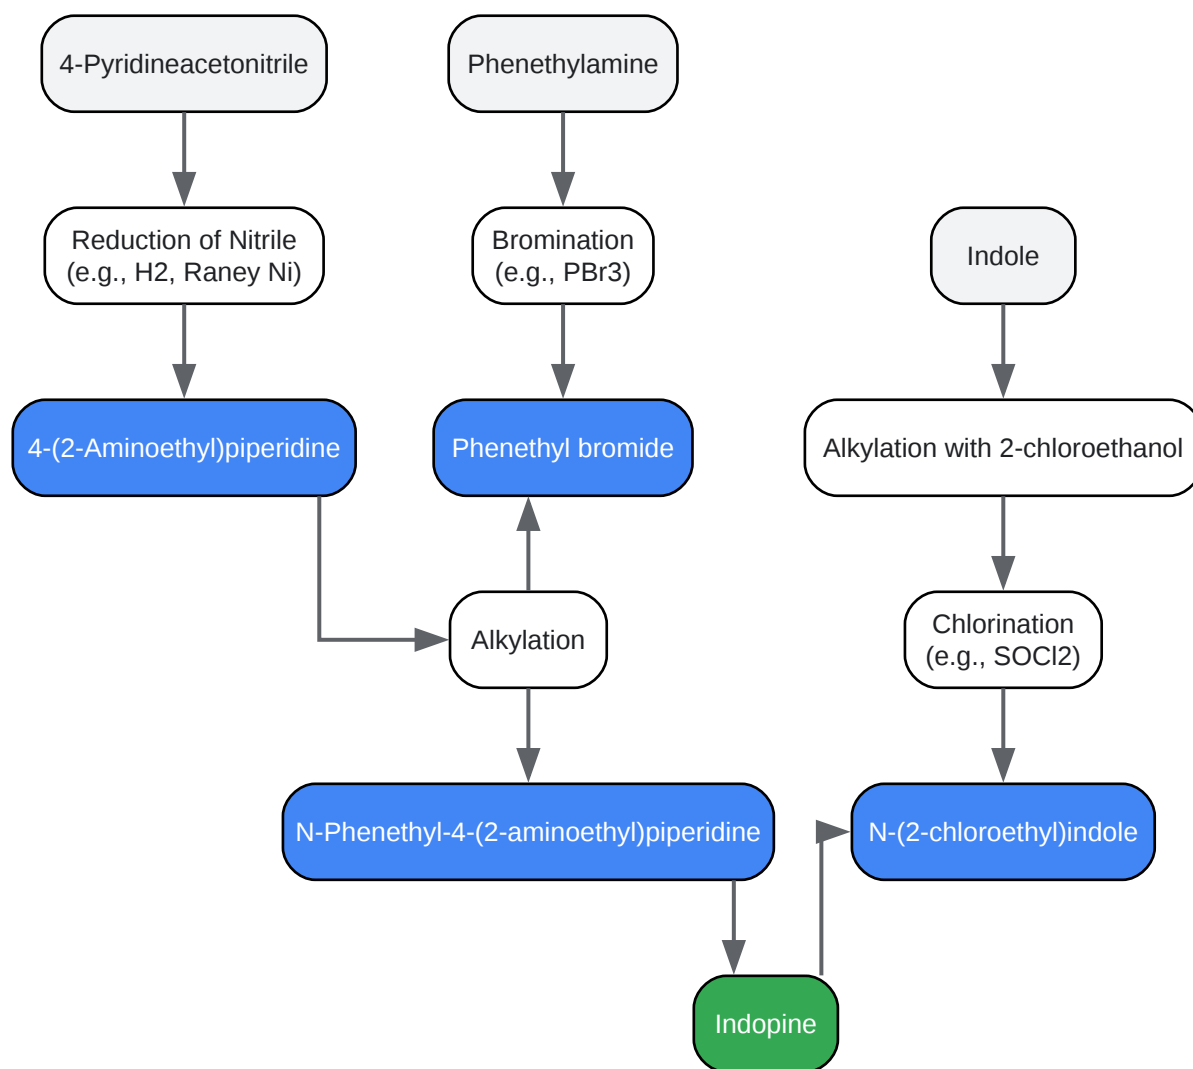 4-Pyridineacetonitrile
Phenethylamine
Reduction of Nitrile
(e.g., H2, Raney Ni)
Bromination
(e.g., PBr3)
Indole
4-(2-Aminoethyl)piperidine
Phenethyl bromide
Alkylation with 2-chloroethanol
Alkylation
Chlorination
(e.g., SOCl2)
N-Phenethyl-4-(2-aminoethyl)piperidine
N-(2-chloroethyl)indole
Indopine